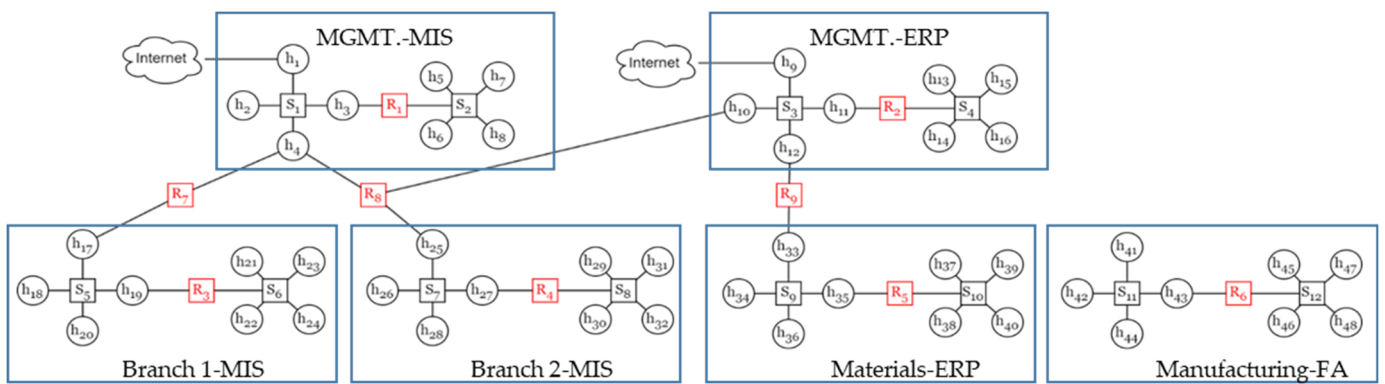 MGMT.-MIS
Internet
h₁
h₂ S₁ h₃ R₁ S₂
h₅ h₇
h₆ h₈
h₄
MGMT.-ERP
Internet
h₉
h₁₀ S₃ h₁₁ R₂ S₄
h₁₃ h₁₅
h₁₄ h₁₆
h₁₂
R₇ R₈ R₉
h₁₇
h₁₈ S₅ h₁₉ R₃ S₆
h₂₁ h₂₃
h₂₂ h₂₄
h₂₀
Branch 1-MIS
h₂₅
h₂₆ S₇ h₂₇ R₄ S₈
h₂₉ h₃₁
h₃₀ h₃₂
h₂₈
Branch 2-MIS
h₃₃
h₃₄ S₉ h₃₅ R₅ S₁₀
h₃₇ h₃₉
h₃₈ h₄₀
h₃₆
Materials-ERP
h₄₁
h₄₂ S₁₁ h₄₃ R₆ S₁₂
h₄₅ h₄₇
h₄₆ h₄₈
h₄₄
Manufacturing-FA